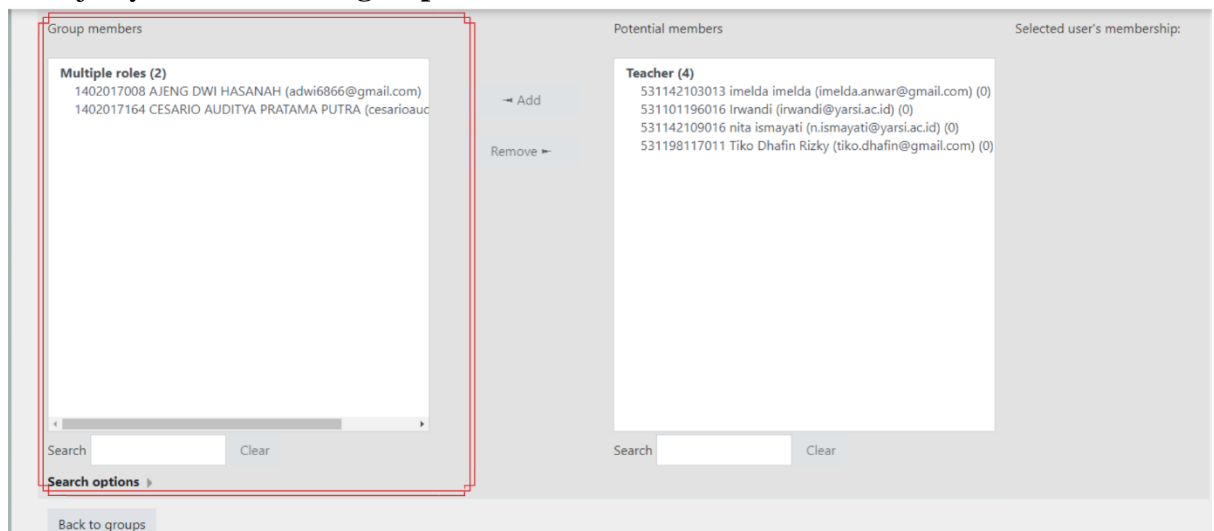 Group members
Multiple roles (2)
1402017008 AJENG DWI HASANAH (adwi6866@gmail.com)
1402017164 CESARIO AUDITYA PRATAMA PUTRA (cesarioauc
Search
Clear
Search options
Add
Remove
Potential members
Teacher (4)
531142103013 imelda imelda (imelda.anwar@gmail.com) (0)
531101196016 Irwandi (irwandi@yarsi.ac.id) (0)
531142109016 nita ismayati (n.ismayati@yarsi.ac.id) (0)
531198117011 Tiko Dhafin Rizky (tiko.dhafin@gmail.com) (0)
Search
Clear
Selected user's membership:
Back to groups